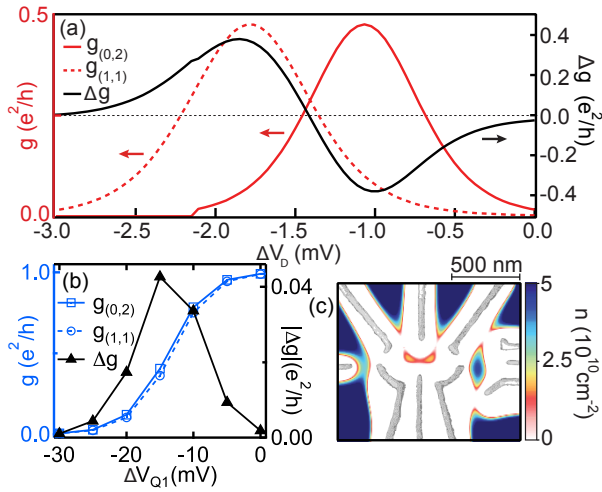 (a)
g(0,2)
g(1,1)
Δg
0.5
0.0
g (e²/h)
0.4
0.2
0.0
-0.2
-0.4
Δg (e²/h)
-3.0
-2.5
-2.0
-1.5
-1.0
-0.5
0.0
ΔV_D (mV)
(b)
g(0,2)
g(1,1)
Δg
1.0
0.0
g (e²/h)
0.04
0.00
|Δg|(e²/h)
-30
-20
-10
0
ΔV_Q1(mV)
500 nm
(c)
5
2.5
0
n (10¹⁰cm⁻²)